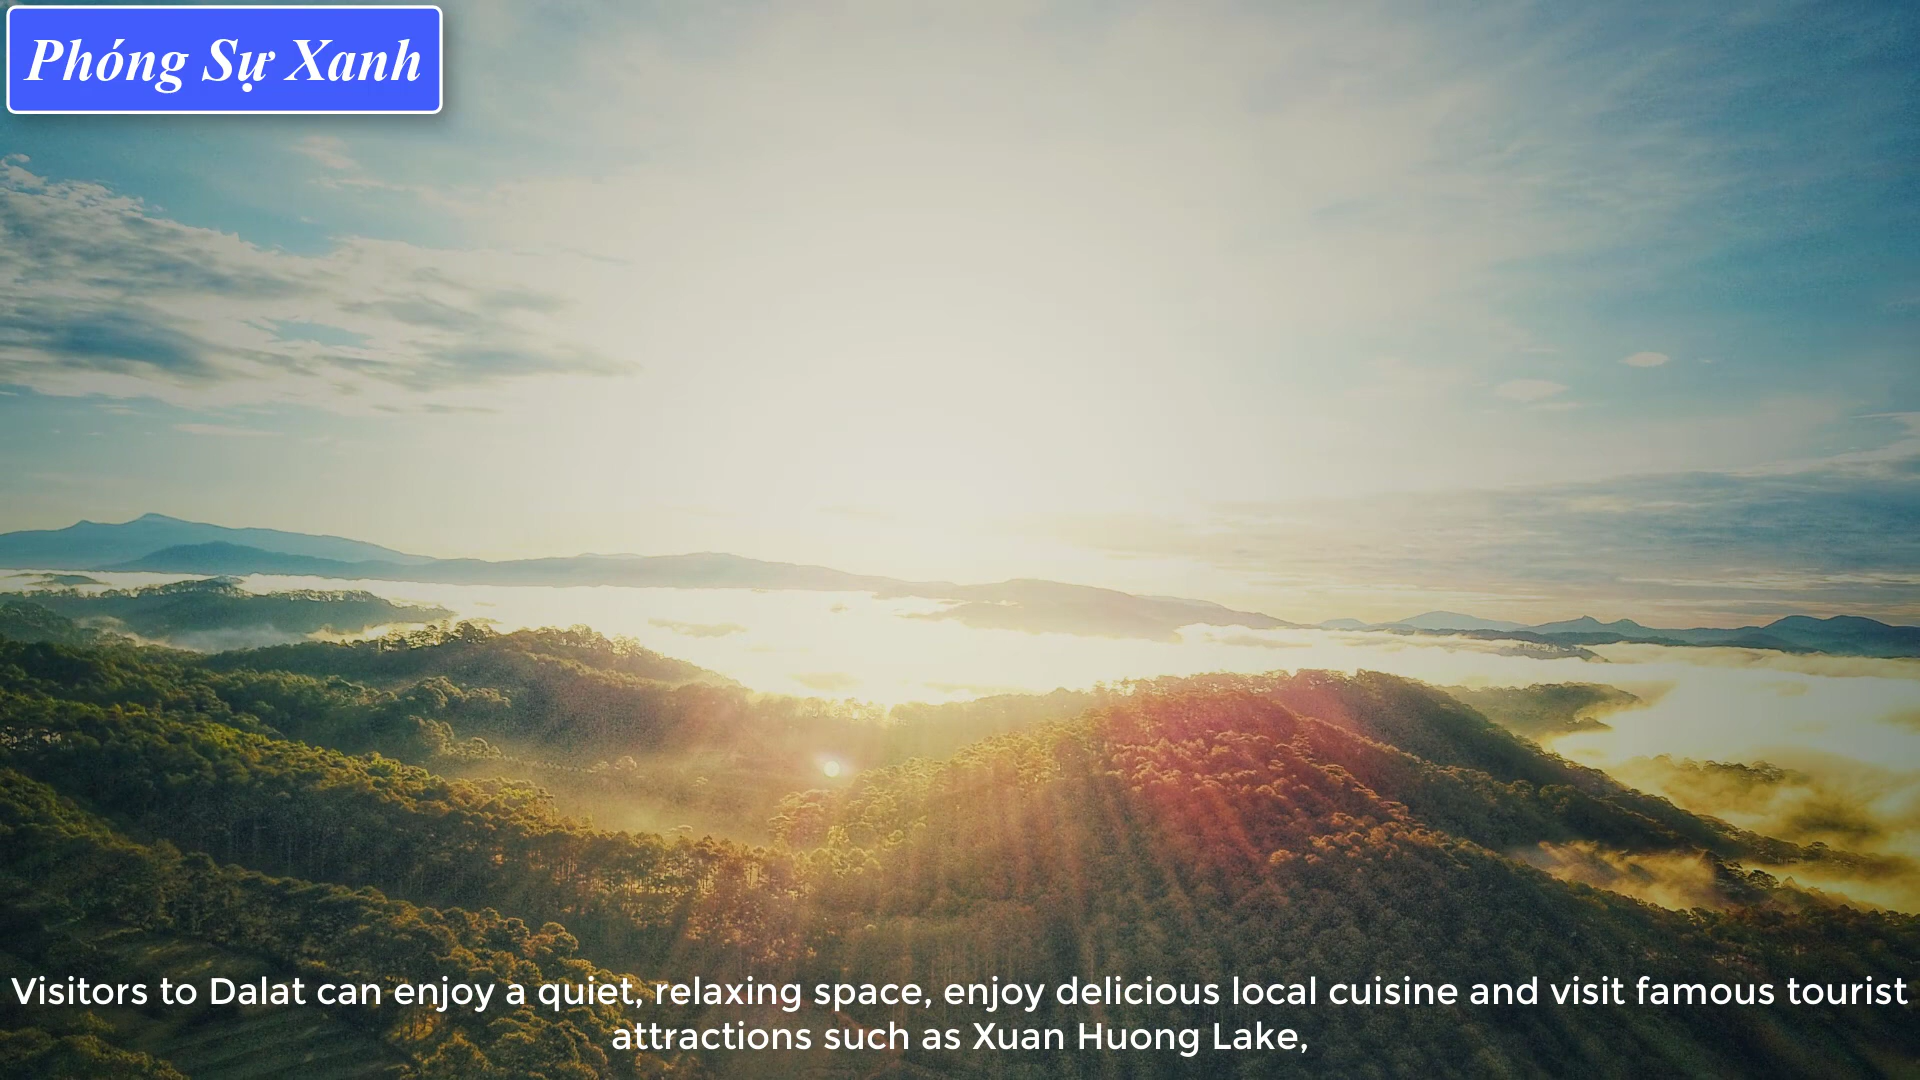 Phóng Sự Xanh
Visitors to Dalat can enjoy a quiet, relaxing space, enjoy delicious local cuisine and visit famous tourist
attractions such as Xuan Huong Lake,